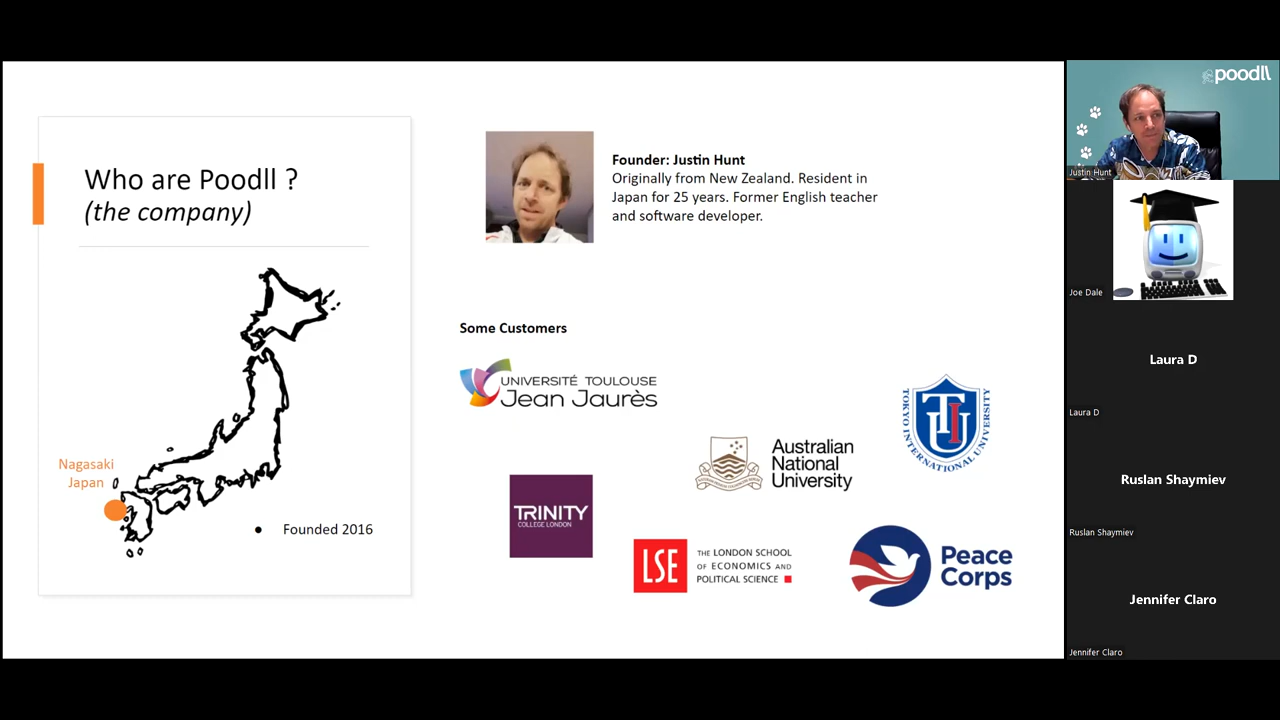 Who are Poodll ?
(the company)
Nagasaki
Japan
● Founded 2016
Founder: Justin Hunt
Originally from New Zealand. Resident in
Japan for 25 years. Former English teacher
and software developer.
Some Customers
UNIVERSITÉ TOULOUSE
Jean Jaurès
TOKYO INTERNATIONAL UNIVERSITY
TIU
Australian
National
University
TRINITY
COLLEGE LONDON
LSE
THE LONDON SCHOOL
OF ECONOMICS AND
POLITICAL SCIENCE
Peace
Corps
poodll
Justin Hunt
Joe Dale
Laura D
Laura D
Ruslan Shaymiev
Ruslan Shaymiev
Jennifer Claro
Jennifer Claro